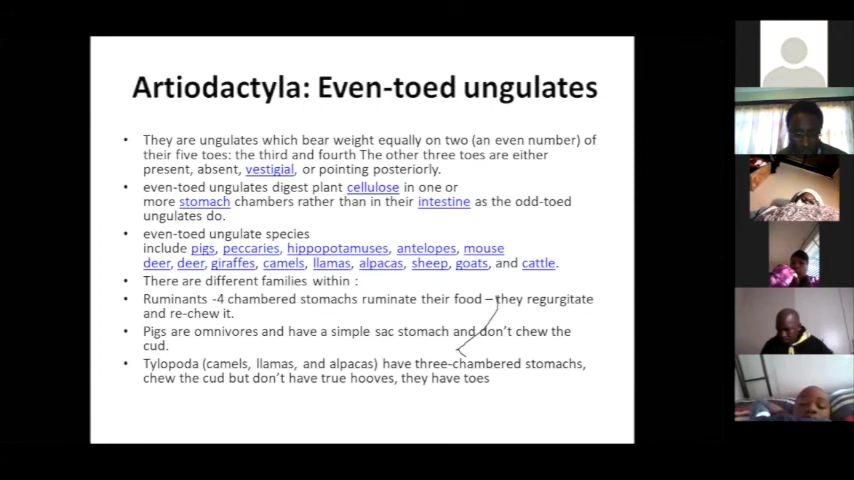 Artiodactyla: Even-toed ungulates
• They are ungulates which bear weight equally on two (an even number) of
their five toes: the third and fourth The other three toes are either
present, absent, vestigial, or pointing posteriorly.
• even-toed ungulates digest plant cellulose in one or
more stomach chambers rather than in their intestine as the odd-toed
ungulates do.
• even-toed ungulate species
include pigs, peccaries, hippopotamuses, antelopes, mouse
deer, deer, giraffes, camels, llamas, alpacas, sheep, goats, and cattle.
• There are different families within :
• Ruminants -4 chambered stomachs ruminate their food – they regurgitate
and re-chew it.
• Pigs are omnivores and have a simple sac stomach and don’t chew the
cud.
• Tylopoda (camels, llamas, and alpacas) have three-chambered stomachs,
chew the cud but don’t have true hooves, they have toes